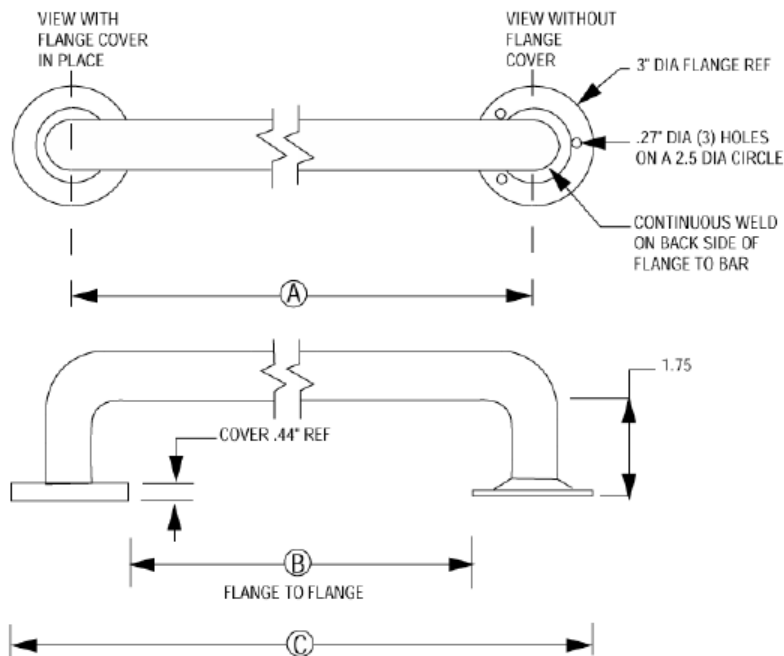 VIEW WITH
FLANGE COVER
IN PLACE
VIEW WITHOUT
FLANGE
COVER
3" DIA FLANGE REF
.27" DIA (3) HOLES
ON A 2.5 DIA CIRCLE
CONTINUOUS WELD
ON BACK SIDE OF
FLANGE TO BAR
A
1.75
COVER .44" REF
B
FLANGE TO FLANGE
C